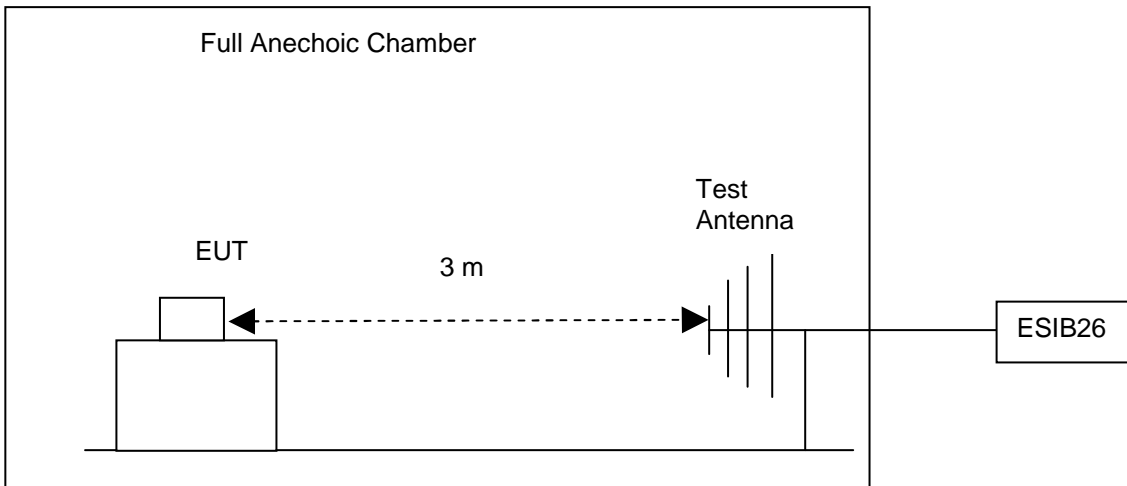 Full Anechoic Chamber
Test
Antenna
EUT
3 m
ESIB26